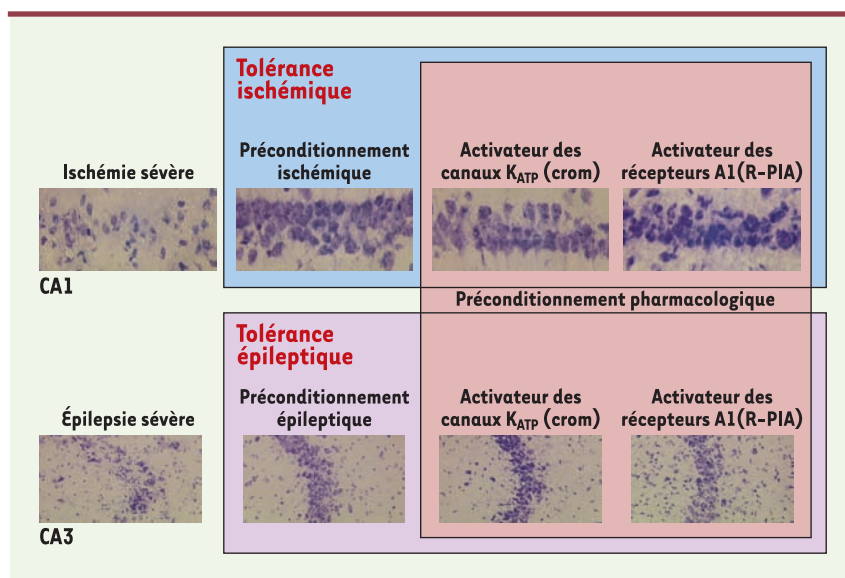 Tolérance
ischémique
Ischémie sévère
Préconditionnement
ischémique
Activateur des
canaux KATP (crom)
Activateur des
récepteurs A1(R-PIA)
CA1
Préconditionnement pharmacologique
Tolérance
épileptique
Épilepsie sévère
Préconditionnement
épileptique
Activateur des
canaux KATP (crom)
Activateur des
récepteurs A1(R-PIA)
CA3